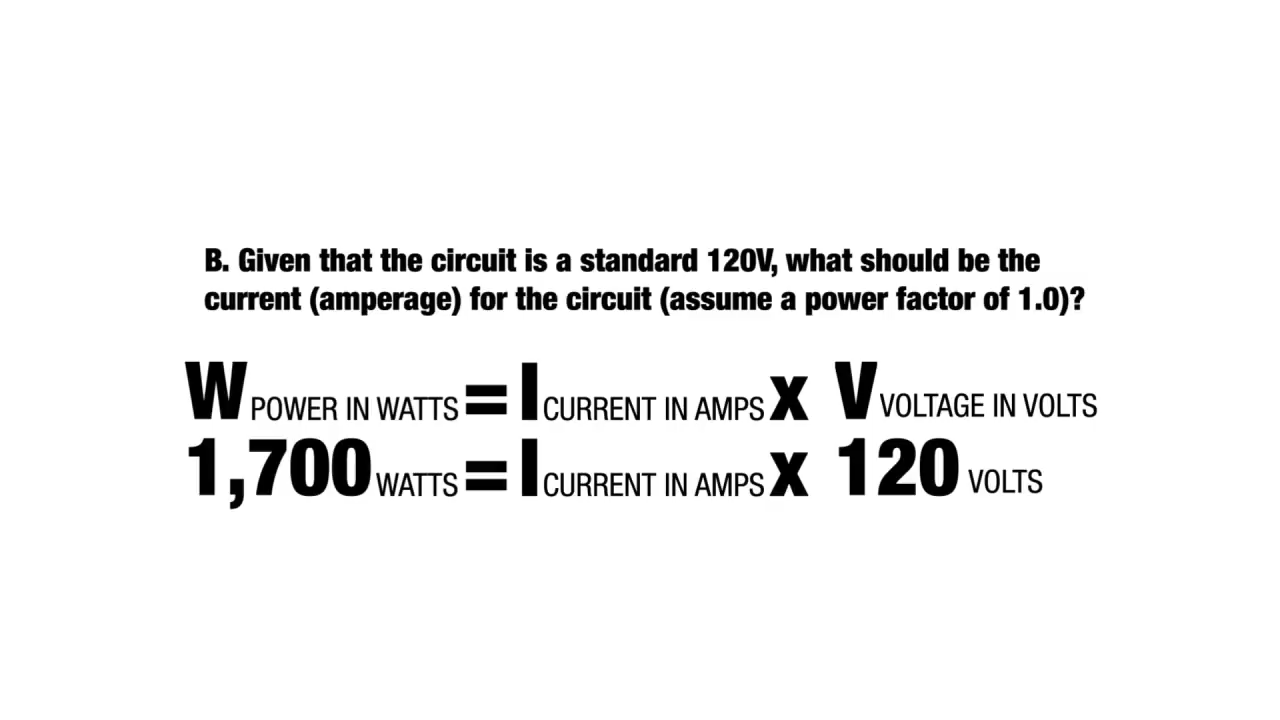 B. Given that the circuit is a standard 120V, what should be the
current (amperage) for the circuit (assume a power factor of 1.0)?
W POWER IN WATTS = I CURRENT IN AMPS x V VOLTAGE IN VOLTS
1,700 WATTS = I CURRENT IN AMPS x 120 VOLTS